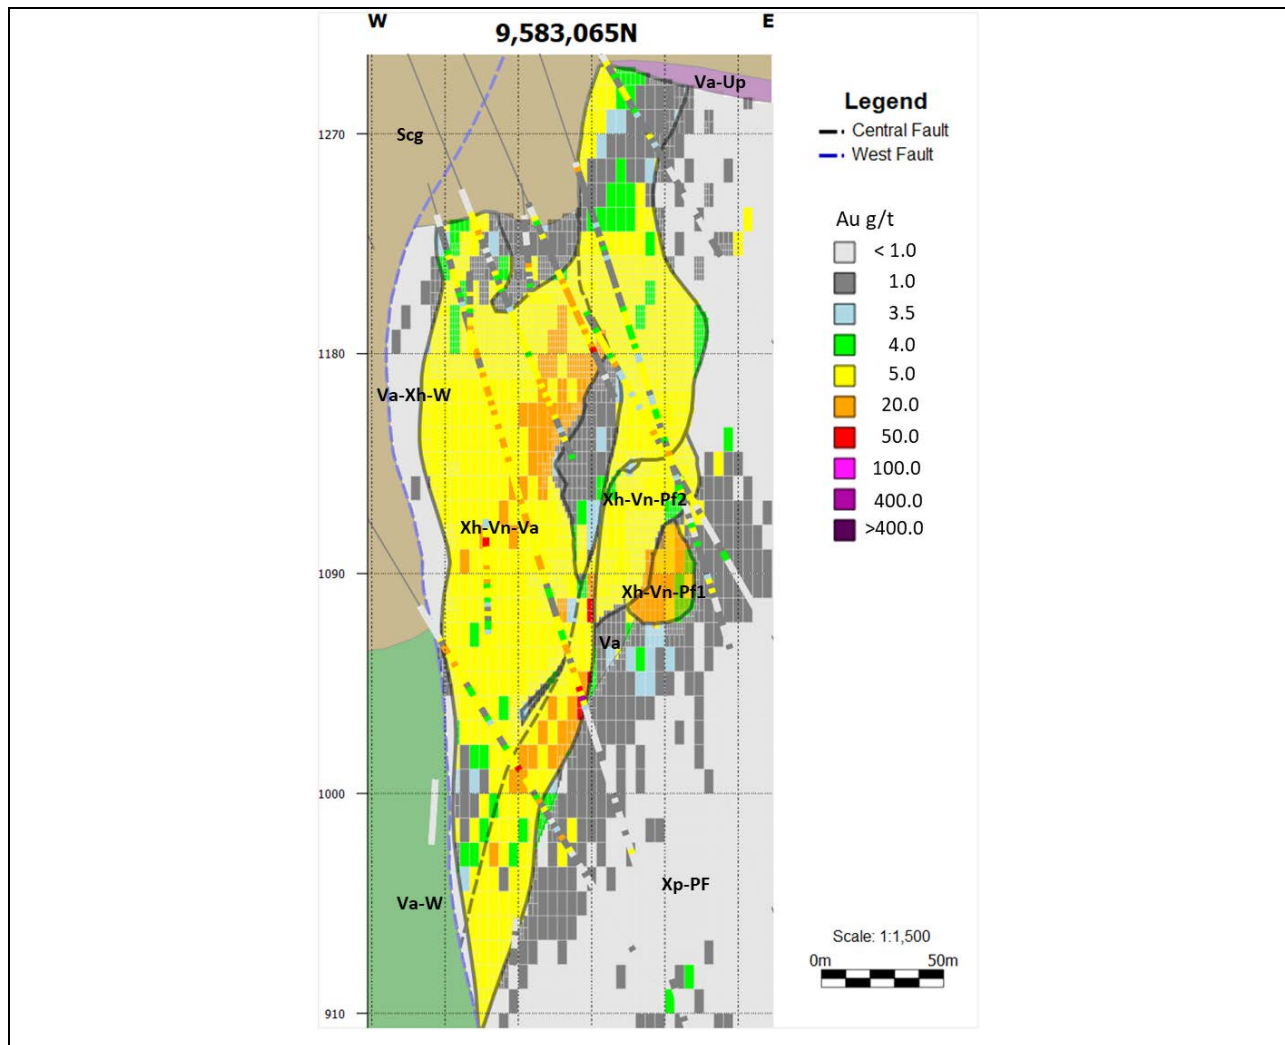 W
9,583,065N
E
Va-Up
Legend
Central Fault
West Fault
1270
Scg
Au g/t
< 1.0
1.0
3.5
4.0
5.0
20.0
50.0
100.0
400.0
>400.0
1180
Va-Xh-W
Xh-Vn-Pf2
Xh-Vn-Va
1090
Xh-Vn-Pf1
Va
1000
Xp-PF
Va-W
Scale: 1:1,500
0m
50m
910